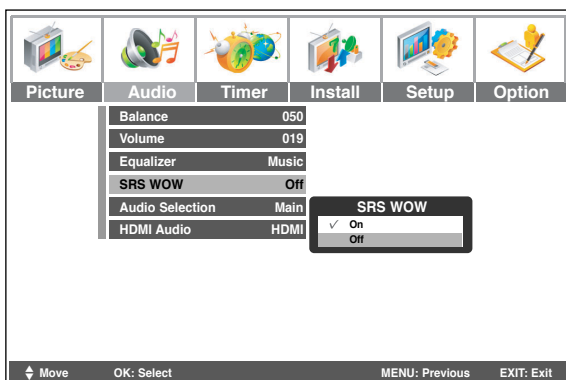 Picture Audio Timer Install Setup Option
Balance 050
Volume 019
Equalizer Music
SRS WOW Off
Audio Selection Main
HDMI Audio HDMI
SRS WOW
✓ On
Off
Move OK: Select MENU: Previous EXIT: Exit